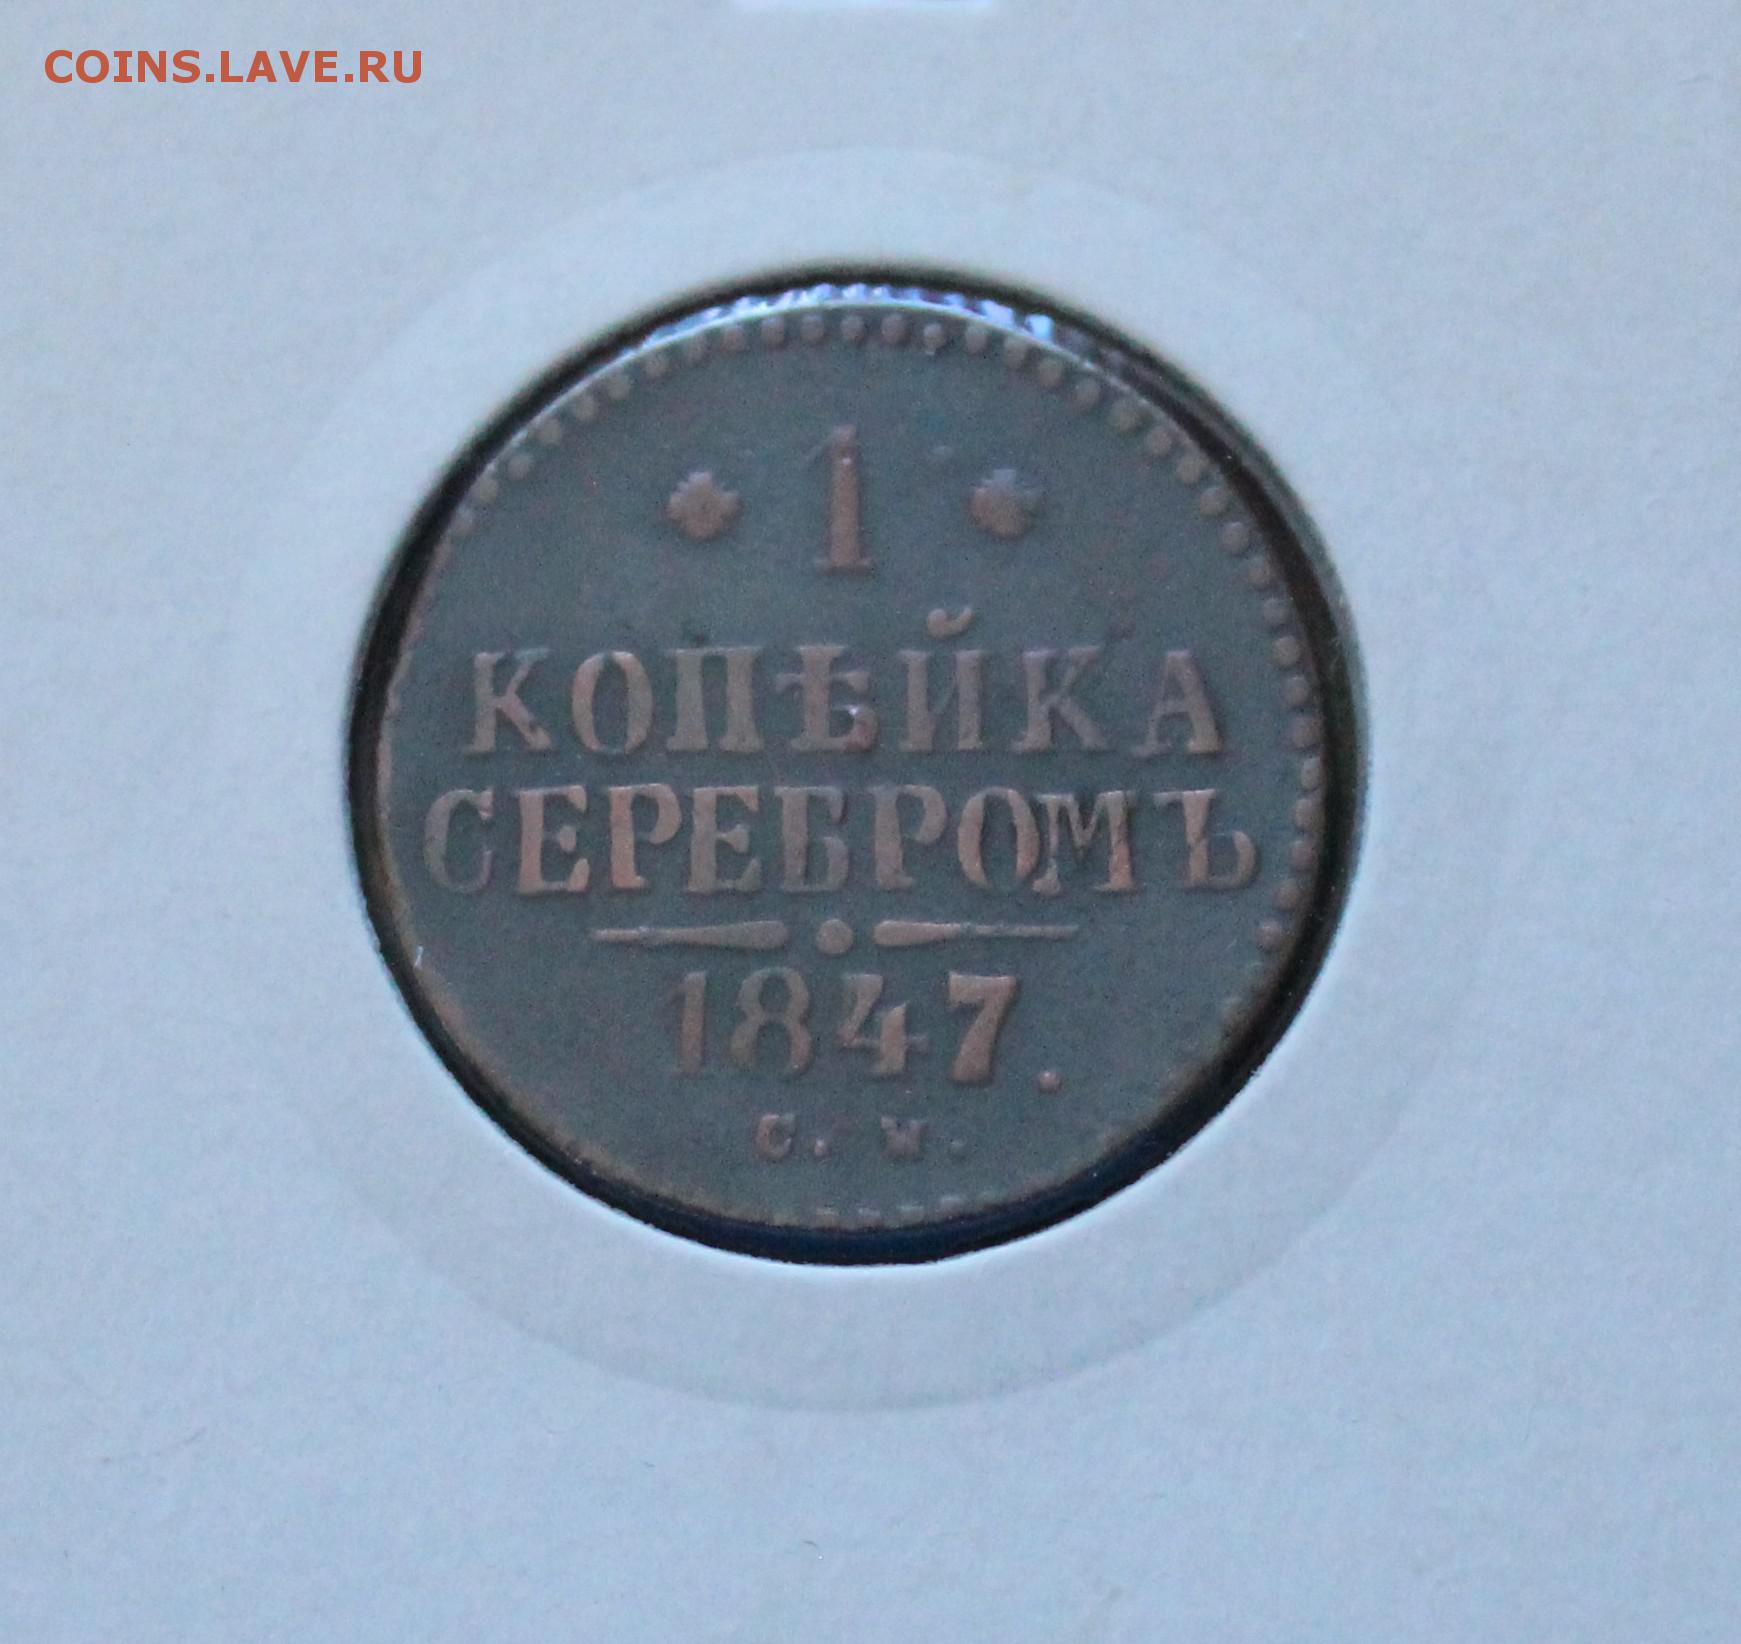 COINS.LAVE.RU
1
КОПѢЙКА
СЕРЕБРОМЪ
1847.
С. М.